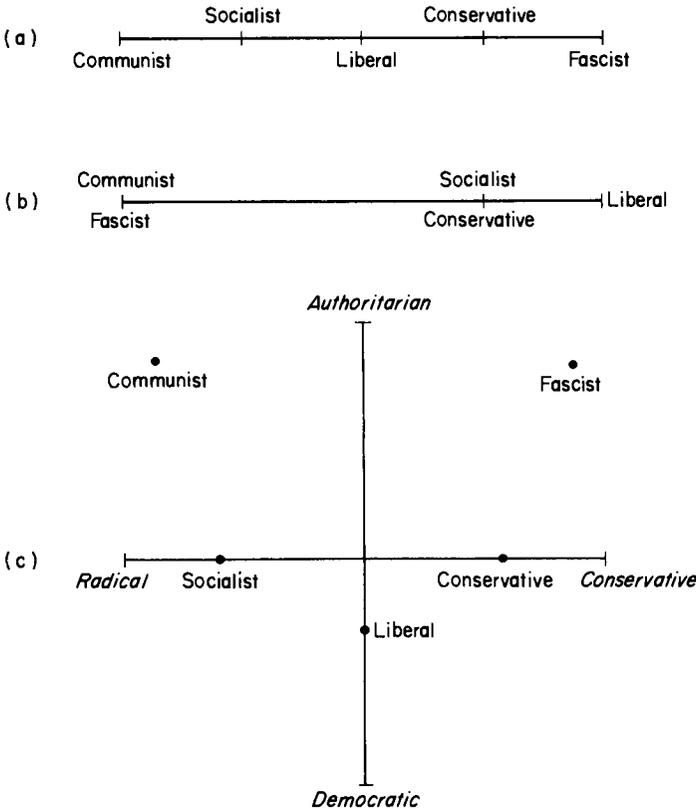 Socialist Conservative
(a)
Communist Liberal Fascist
Communist Socialist
(b) Liberal
Fascist Conservative
Authoritarian
Communist Fascist
(c)
Radical Socialist Conservative Conservative
Liberal
Democratic